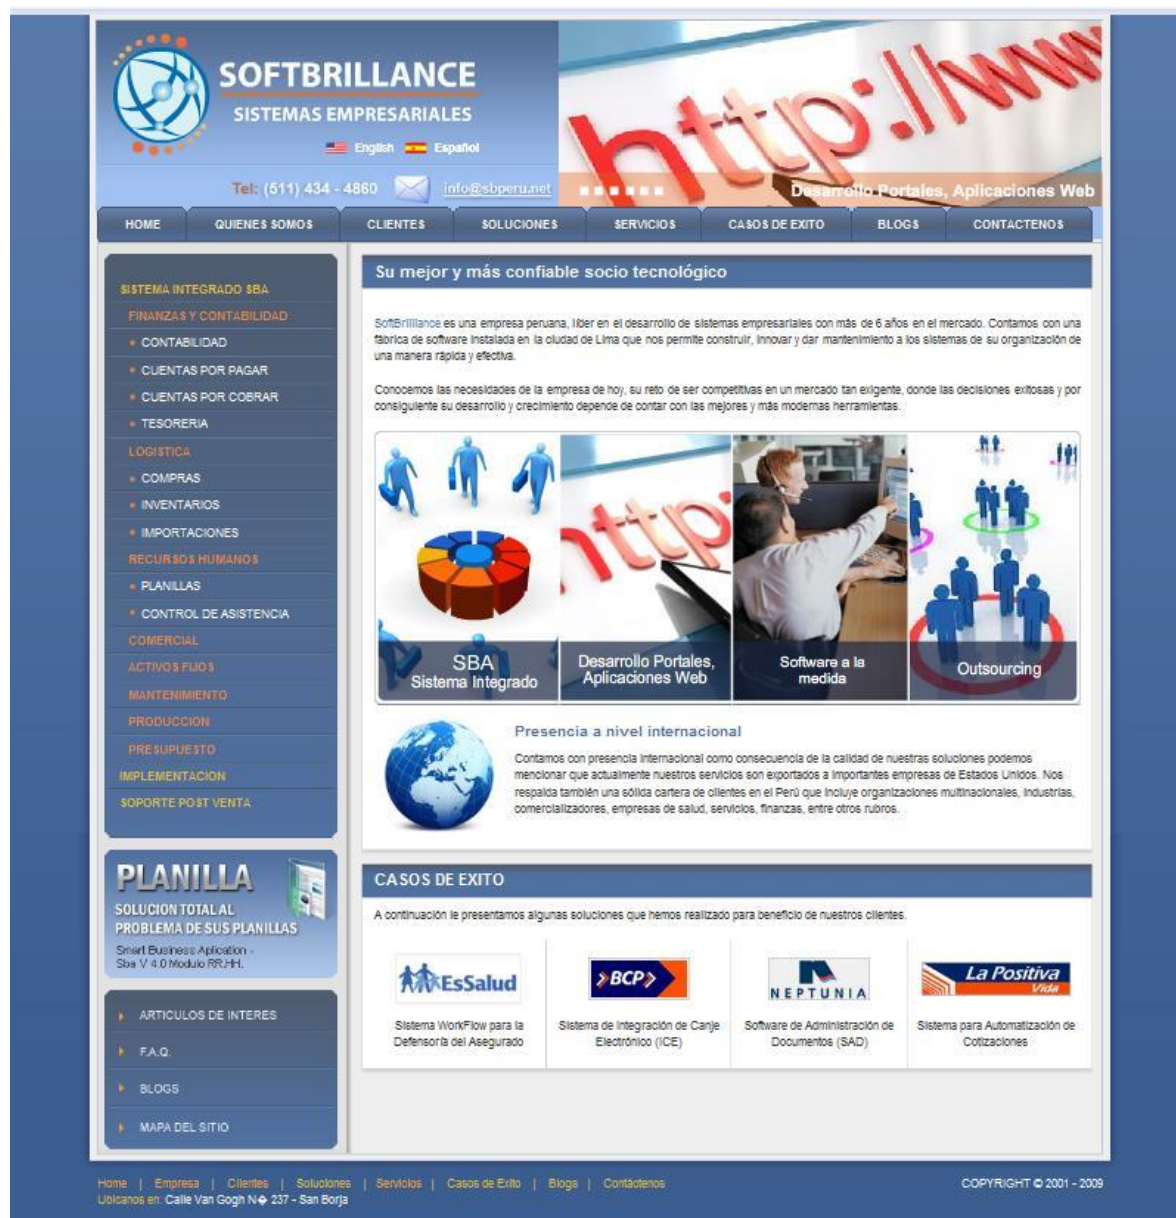 SOFTBRILLANCE
SISTEMAS EMPRESARIALES
English Español
Tel: (511) 434 - 4860 info@sbperu.net
http://www
Desarrollo Portales, Aplicaciones Web
HOME QUIENES SOMOS CLIENTES SOLUCIONES SERVICIOS CASOS DE EXITO BLOGS CONTACTENOS
SISTEMA INTEGRADO SBA
FINANZAS Y CONTABILIDAD
CONTABILIDAD
CUENTAS POR PAGAR
CUENTAS POR COBRAR
TESORERIA
LOGISTICA
COMPRAS
INVENTARIOS
IMPORTACIONES
RECURSOS HUMANOS
PLANILLAS
CONTROL DE ASISTENCIA
COMERCIAL
ACTIVOS FIJOS
MANTENIMIENTO
PRODUCCION
PRESUPUESTO
IMPLEMENTACION
SOPORTE POST VENTA
PLANILLA
SOLUCION TOTAL AL
PROBLEMA DE SUS PLANILLAS
Smart Business Aplication -
Sba V 4.0 Modulo RR.HH.
ARTICULOS DE INTERES
F.A.Q.
BLOGS
MAPA DEL SITIO
Su mejor y más confiable socio tecnológico
SoftBrilliance es una empresa peruana, líder en el desarrollo de sistemas empresariales con más de 6 años en el mercado. Contamos con una
fábrica de software instalada en la ciudad de Lima que nos permite construir, innovar y dar mantenimiento a los sistemas de su organización de
una manera rápida y efectiva.
Conocemos las necesidades de la empresa de hoy, su reto de ser competitivas en un mercado tan exigente, donde las decisiones exitosas y por
consiguiente su desarrollo y crecimiento depende de contar con las mejores y más modernas herramientas.
http:
SBA
Sistema Integrado
Desarrollo Portales,
Aplicaciones Web
Software a la
medida
Outsourcing
Presencia a nivel internacional
Contamos con presencia internacional como consecuencia de la calidad de nuestras soluciones podemos
mencionar que actualmente nuestros servicios son exportados a importantes empresas de Estados Unidos. Nos
respalda también una sólida cartera de clientes en el Perú que incluye organizaciones multinacionales, industrias,
comercializadores, empresas de salud, servicios, finanzas, entre otros rubros.
CASOS DE EXITO
A continuación le presentamos algunas soluciones que hemos realizado para beneficio de nuestros clientes.
EsSalud
Sistema WorkFlow para la
Defensoría del Asegurado
BCP
Sistema de Integración de Canje
Electrónico (ICE)
NEPTUNIA
Software de Administración de
Documentos (SAD)
La Positiva
Vida
Sistema para Automatización de
Cotizaciones
Home | Empresa | Clientes | Soluciones | Servicios | Casos de Exito | Blogs | Contáctenos
COPYRIGHT © 2001 - 2009
Ubicanos en: Calle Van Gogh N� 237 - San Borja